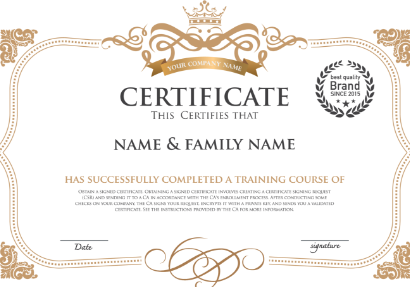 YOUR COMPANY NAME
best quality
Brand
SINCE 2015
CERTIFICATE
THIS CERTIFIES THAT
NAME & FAMILY NAME
HAS SUCCESSFULLY COMPLETED A TRAINING COURSE OF
OBTAIN A SIGNED CERTIFICATE. OBTAINING A SIGNED CERTIFICATE INVOLVES CREATING A CERTIFICATE SIGNING REQUEST
(CSR) AND SENDING IT TO A CA IN ACCORDANCE WITH THE CA'S ENROLLMENT PROCESS. AFTER CONDUCTING SOME
CHECKS ON YOUR COMPANY, THE CA SIGNS YOUR REQUEST, ENCRYPTS IT WITH A PRIVATE KEY, AND SENDS YOU A VALIDATED
CERTIFICATE. SEE THE INSTRUCTIONS PROVIDED BY THE CA FOR MORE INFORMATION.
Date
signature